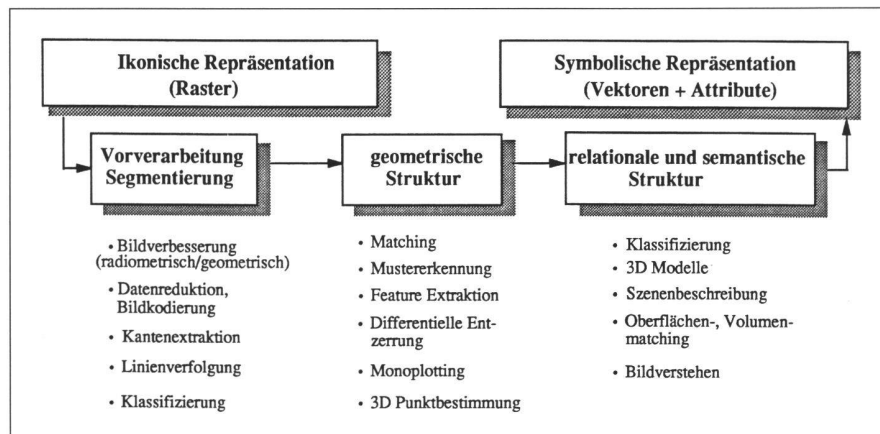 Ikonische Repräsentation
(Raster)
Symbolische Repräsentation
(Vektoren + Attribute)
Vorverarbeitung
Segmentierung
geometrische
Struktur
relationale und semantische
Struktur
• Bildverbesserung
(radiometrisch/geometrisch)
• Datenreduktion,
Bildkodierung
• Kantenextraktion
• Linienverfolgung
• Klassifizierung
• Matching
• Mustererkennung
• Feature Extraktion
• Differentielle Ent-
zerrung
• Monoplotting
• 3D Punktbestimmung
• Klassifizierung
• 3D Modelle
• Szenenbeschreibung
• Oberflächen-, Volumen-
matching
• Bildverstehen